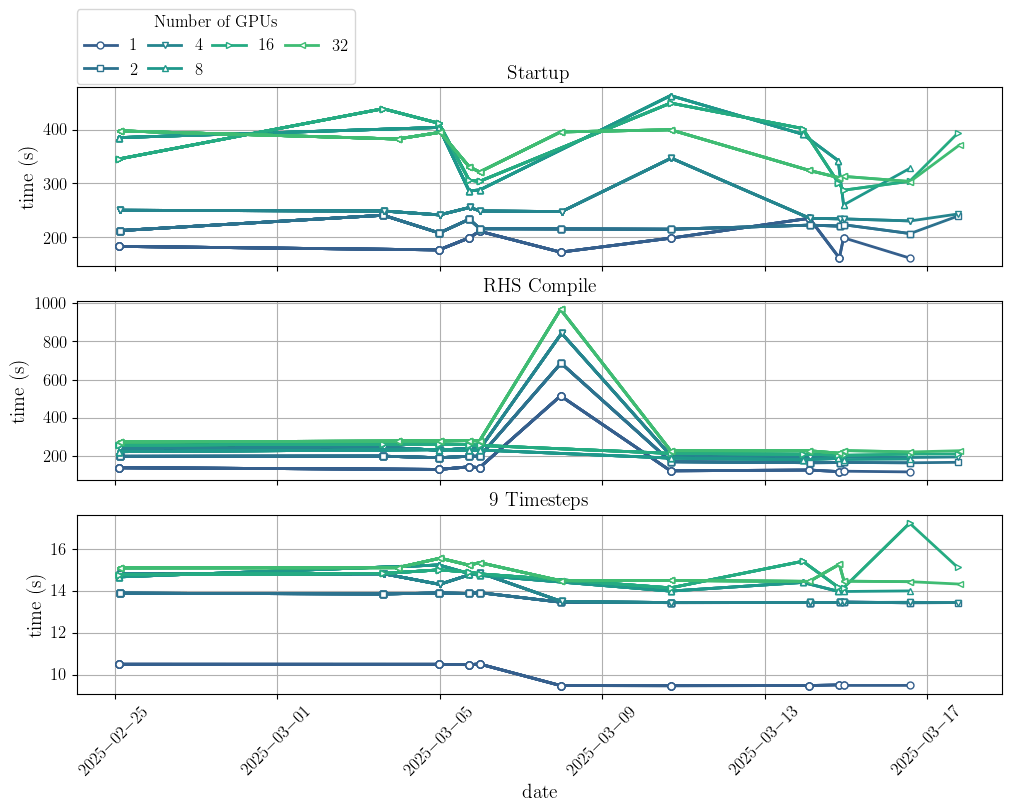 Number of GPUs
1 4 16 32
2 8
Startup
400
300
200
time (s)
RHS Compile
1000
800
600
400
200
time (s)
9 Timesteps
16
14
12
10
time (s)
2025−02−25 2025−03−01 2025−03−05 2025−03−09 2025−03−13 2025−03−17
date